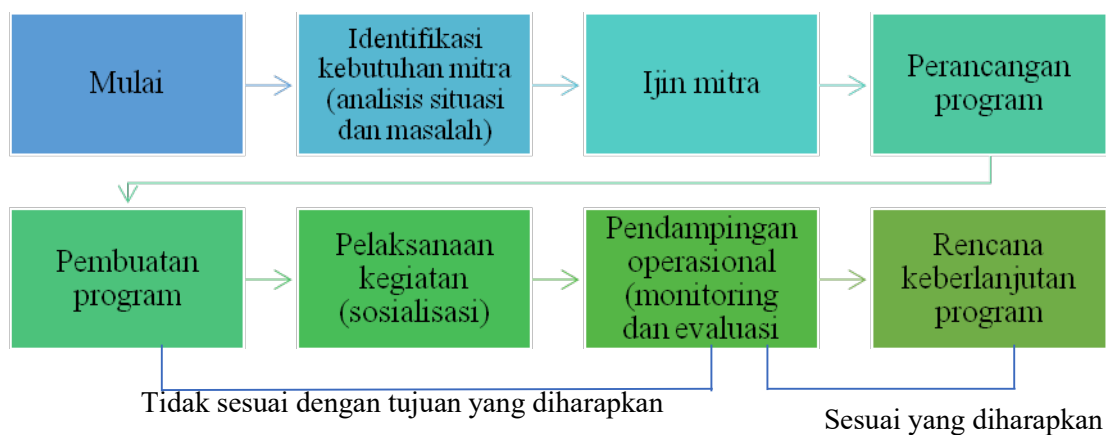 Mulai
Identifikasi
kebutuhan mitra
(analisis situasi
dan masalah)
Ijin mitra
Perancangan
program
Pembuatan
program
Pelaksanaan
kegiatan
(sosialisasi)
Pendampingan
operasional
(monitoring
dan evaluasi
Rencana
keberlanjutan
program
Tidak sesuai dengan tujuan yang diharapkan
Sesuai yang diharapkan